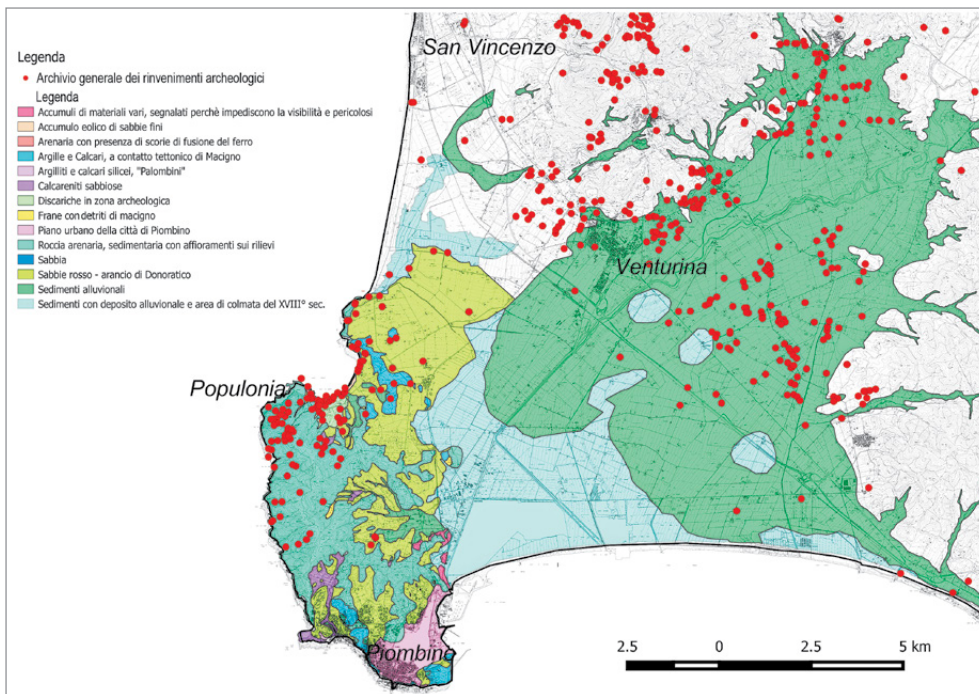 Legenda
Archivio generale dei rinvenimenti archeologici
Legenda
Accumuli di materiali vari, segnalati perchè impediscono la visibilità e pericolosi
Accumulo eolico di sabbie fini
Arenaria con presenza di scorie di fusione del ferro
Argille e Calcari, a contatto tettonico di Macigno
Argilliti e calcari silicei, "Palombini"
Calcareniti sabbiose
Discariche in zona archeologica
Frane con detriti di macigno
Piano urbano della città di Piombino
Roccia arenaria, sedimentaria con affioramenti sui rilievi
Sabbia
Sabbie rosso - arancio di Donoratico
Sedimenti alluvionali
Sedimenti con deposito alluvionale e area di colmata del XVIII° sec.
San Vincenzo
Venturina
Populonia
Piombino
2.5 0 2.5 5 km